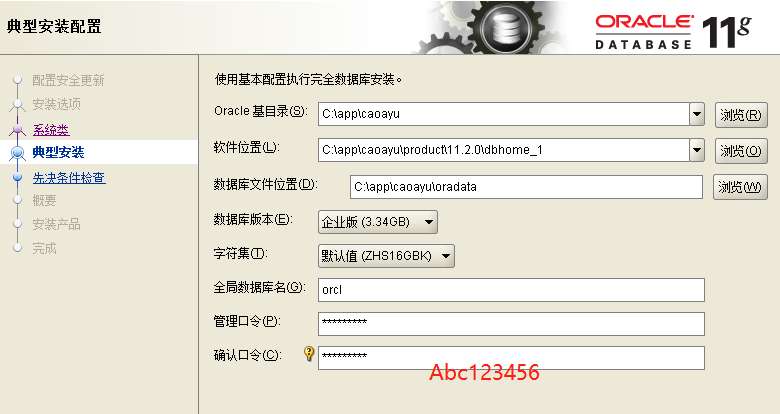 典型安装配置
ORACLE
DATABASE 11g
配置安全更新
安装选项
系统类
典型安装
先决条件检查
概要
安装产品
完成
使用基本配置执行完全数据库安装。
Oracle 基目录(S): C:\app\caoayu 浏览(R)
软件位置(L): C:\app\caoayu\product\11.2.0\dbhome_1 浏览(O)
数据库文件位置(D): C:\app\caoayu\oradata 浏览(W)
数据库版本(E): 企业版 (3.34GB)
字符集(T): 默认值 (ZHS16GBK)
全局数据库名(G): orcl
管理口令(P): *********
确认口令(C): *********
Abc123456